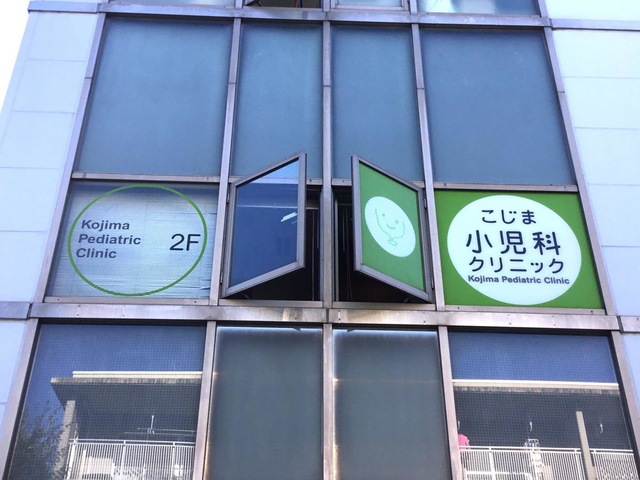 Kojima
Pediatric
Clinic
2F
こじま
小児科
クリニック
Kojima Pediatric Clinic